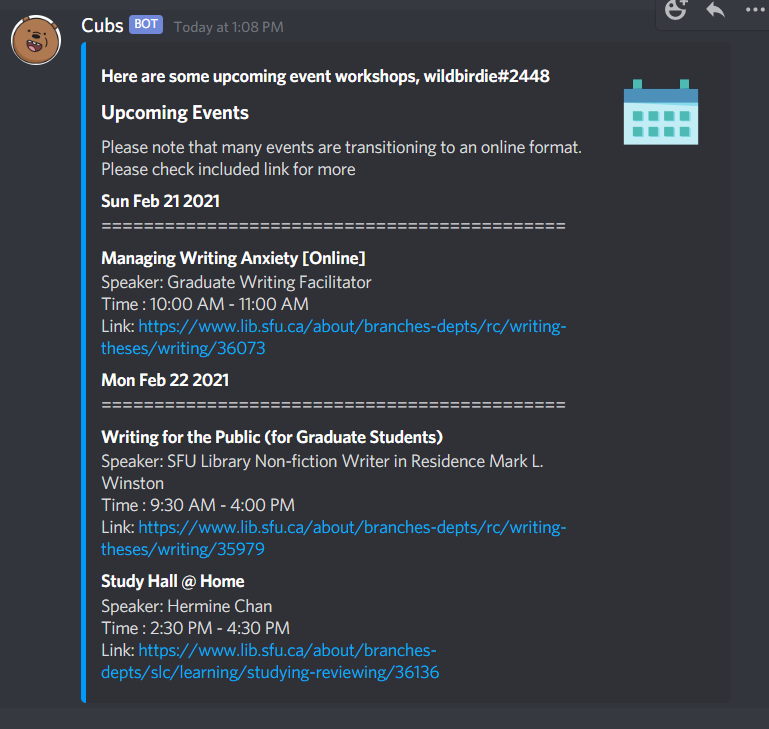 Cubs BOT Today at 1:08 PM
Here are some upcoming event workshops, wildbirdie#2448
Upcoming Events
Please note that many events are transitioning to an online format.
Please check included link for more
Sun Feb 21 2021
============================================
Managing Writing Anxiety [Online]
Speaker: Graduate Writing Facilitator
Time : 10:00 AM - 11:00 AM
Link: https://www.lib.sfu.ca/about/branches-depts/rc/writing-
theses/writing/36073
Mon Feb 22 2021
============================================
Writing for the Public (for Graduate Students)
Speaker: SFU Library Non-fiction Writer in Residence Mark L.
Winston
Time : 9:30 AM - 4:00 PM
Link: https://www.lib.sfu.ca/about/branches-depts/rc/writing-
theses/writing/35979
Study Hall @ Home
Speaker: Hermine Chan
Time : 2:30 PM - 4:30 PM
Link: https://www.lib.sfu.ca/about/branches-
depts/slc/learning/studying-reviewing/36136